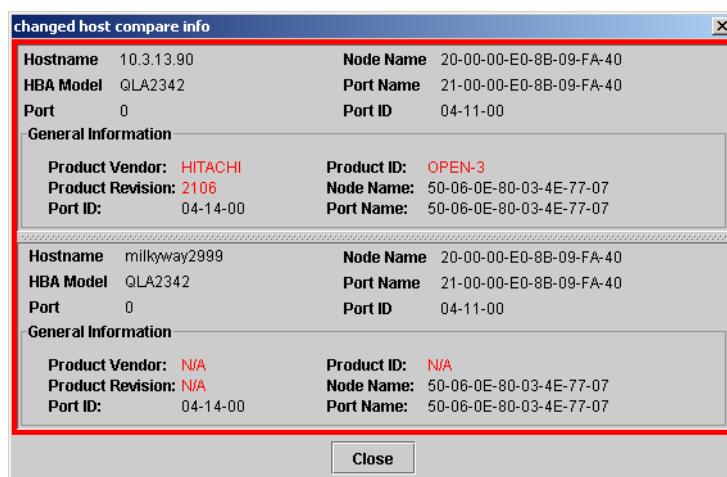 changed host compare info
Hostname 10.3.13.90 Node Name 20-00-00-E0-8B-09-FA-40
HBA Model QLA2342 Port Name 21-00-00-E0-8B-09-FA-40
Port 0 Port ID 04-11-00
General Information
Product Vendor: HITACHI Product ID: OPEN-3
Product Revision: 2106 Node Name: 50-06-0E-80-03-4E-77-07
Port ID: 04-14-00 Port Name: 50-06-0E-80-03-4E-77-07
Hostname milkyway2999 Node Name 20-00-00-E0-8B-09-FA-40
HBA Model QLA2342 Port Name 21-00-00-E0-8B-09-FA-40
Port 0 Port ID 04-11-00
General Information
Product Vendor: N/A Product ID: N/A
Product Revision: N/A Node Name: 50-06-0E-80-03-4E-77-07
Port ID: 04-14-00 Port Name: 50-06-0E-80-03-4E-77-07
Close